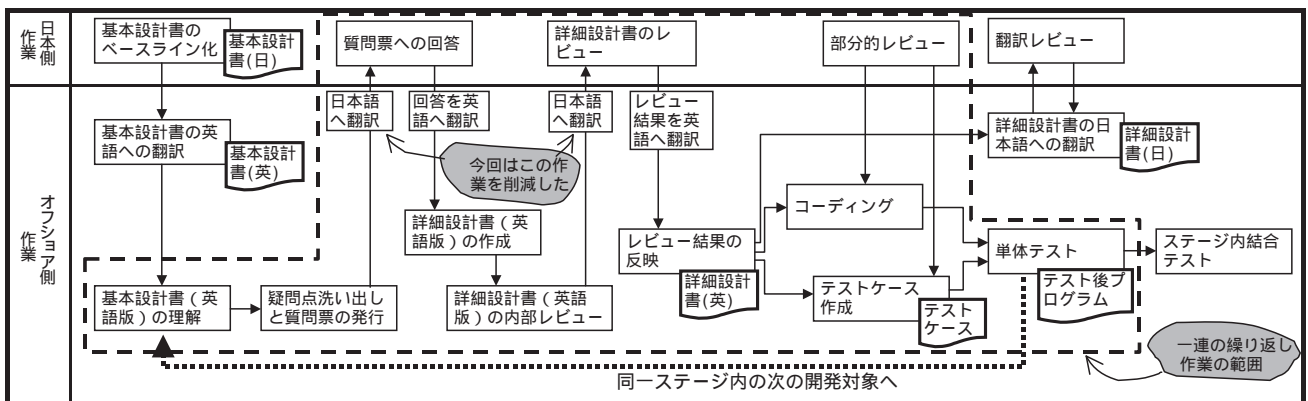 日本側
作業
基本設計書の
ベースライン化
基本設計
書(日)
質問票への回答
詳細設計書のレ
ビュー
部分的レビュー
翻訳レビュー
オフショア側
作業
基本設計書の英
語への翻訳
基本設計
書(英)
日本語
へ翻訳
回答を英
語へ翻訳
日本語
へ翻訳
レビュー
結果を英
語へ翻訳
今回はこの作
業を削減した
詳細設計書の日
本語への翻訳
詳細設計
書(日)
詳細設計書（英
語版）の作成
コーディング
レビュー結果の
反映
詳細設計
書(英)
単体テスト
テスト後プ
ログラム
ステージ内結合
テスト
基本設計書（英
語版）の理解
疑問点洗い出し
と質問票の発行
詳細設計書（英語
版）の内部レビュー
テストケース
作成
テスト
ケース
一連の繰り返し
作業の範囲
同一ステージ内の次の開発対象へ